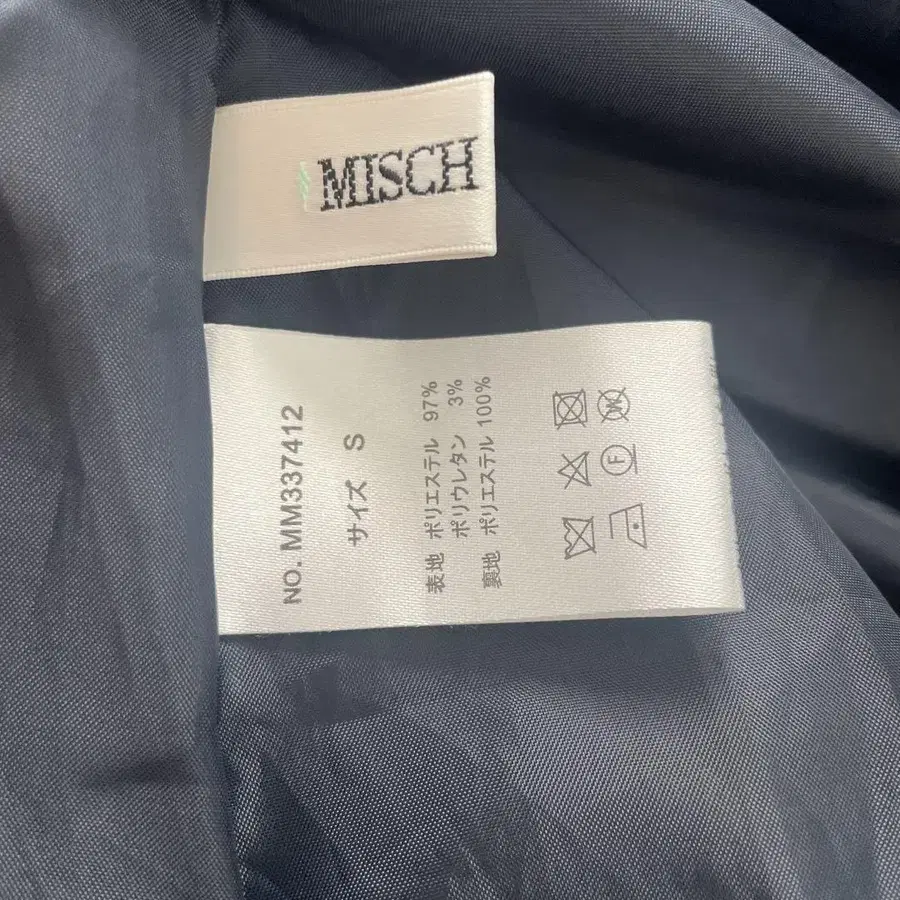 MISCH
NO. MM337412
サイズ S
表地 ポリエステル 97%
ポリウレタン 3%
裏地 ポリエステル 100%
F